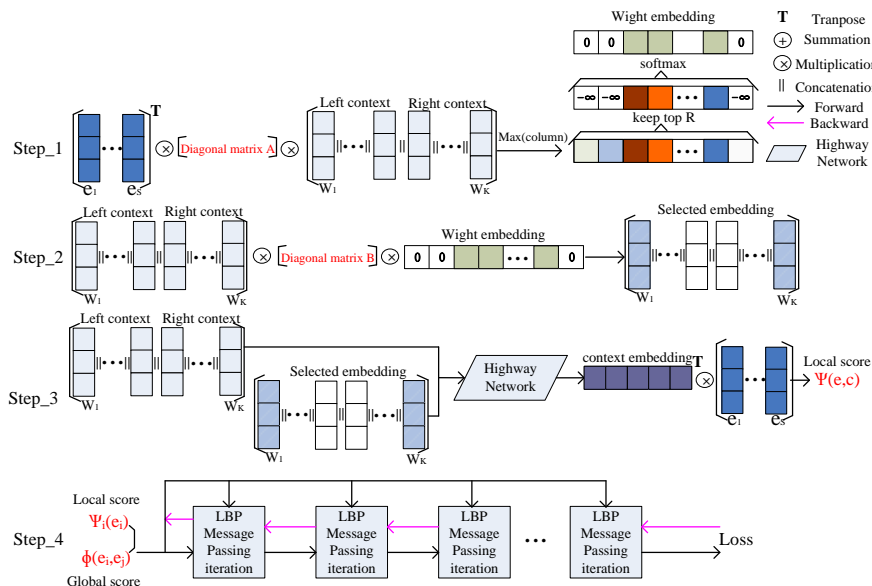 Wight embedding
0 0 0
softmax
-∞ -∞ ••• -∞
keep top R
T Tranpose
+ Summation
× Multiplication
|| Concatenation
Forward
Backward
Highway
Network
Step_1
e1 ••• es
T
×
Diagonal matrix A
×
Left context Right context
|| ••• || || || ••• ||
W1 WK
Max(column)
•••
Step_2
Left context Right context
|| ••• || || || ••• ||
W1 WK
×
Diagonal matrix B
×
Wight embedding
0 0 ••• 0
Selected embedding
|| ••• || || || ••• ||
W1 WK
Step_3
Left context Right context
|| ••• || || || ••• ||
W1 WK
Selected embedding
|| ••• || || || ••• ||
W1 WK
Highway
Network
context embedding
T
×
e1 ••• es
Local score
Ψ(e,c)
Step_4
Local score
Ψi(ei)
ϕ(ei,ej)
Global score
LBP
Message
Passing
iteration
LBP
Message
Passing
iteration
LBP
Message
Passing
iteration
•••
LBP
Message
Passing
iteration
Loss